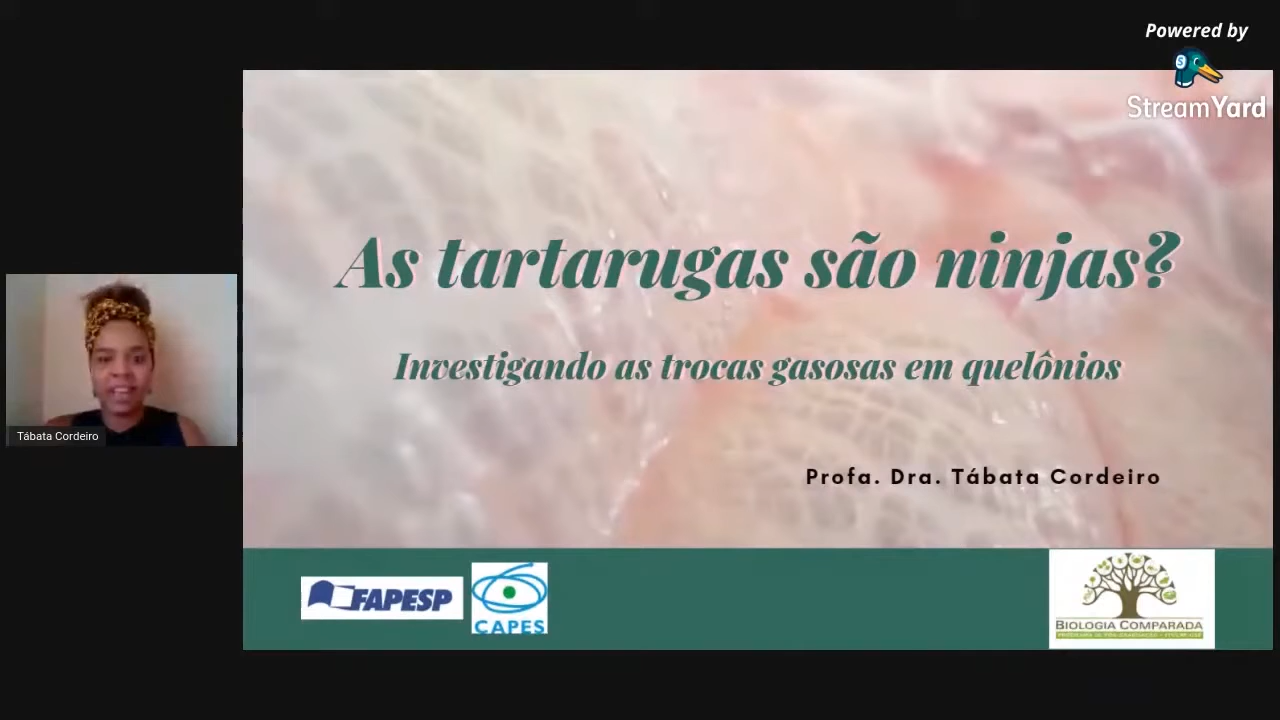 Powered by
StreamYard
As tartarugas são ninjas?
Investigando as trocas gasosas em quelônios
Profa. Dra. Tábata Cordeiro
Tábata Cordeiro
FAPESP
CAPES
BIOLOGIA COMPARADA